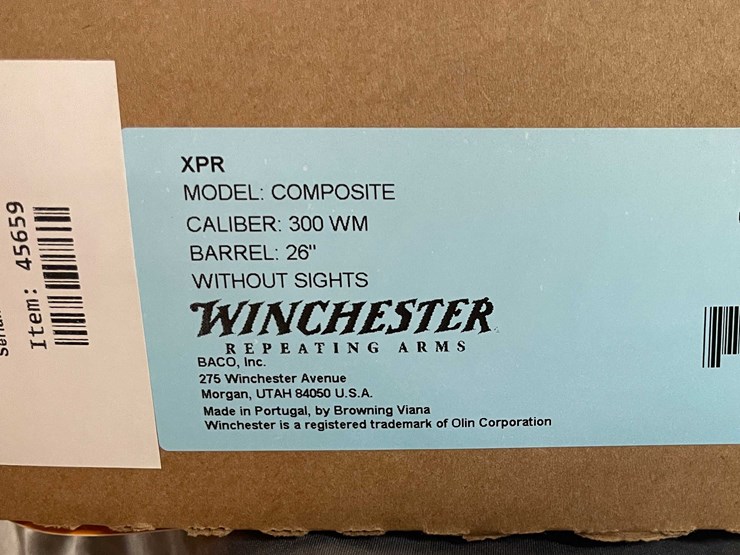 XPR
MODEL: COMPOSITE
CALIBER: 300 WM
BARREL: 26"
WITHOUT SIGHTS
WINCHESTER
REPEATING ARMS
BACO, Inc.
275 Winchester Avenue
Morgan, UTAH 84050 U.S.A.
Made in Portugal, by Browning Viana
Winchester is a registered trademark of Olin Corporation
Item: 45659